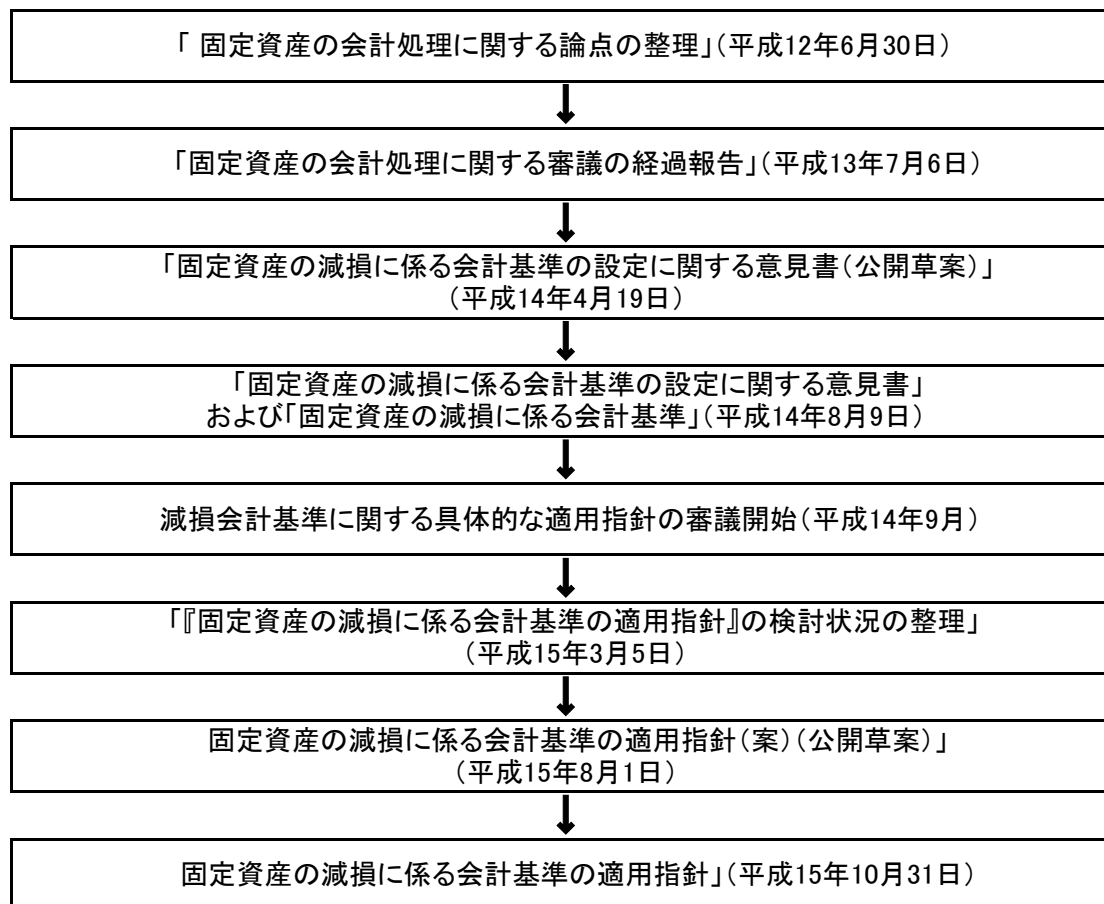 「 固定資産の会計処理に関する論点の整理」(平成12年6月30日)
「固定資産の会計処理に関する審議の経過報告」(平成13年7月6日)
「固定資産の減損に係る会計基準の設定に関する意見書(公開草案)」
(平成14年4月19日)
「固定資産の減損に係る会計基準の設定に関する意見書」
および「固定資産の減損に係る会計基準」(平成14年8月9日)
減損会計基準に関する具体的な適用指針の審議開始(平成14年9月)
「『固定資産の減損に係る会計基準の適用指針』の検討状況の整理」
(平成15年3月5日)
固定資産の減損に係る会計基準の適用指針(案)(公開草案)」
(平成15年8月1日)
固定資産の減損に係る会計基準の適用指針」(平成15年10月31日)